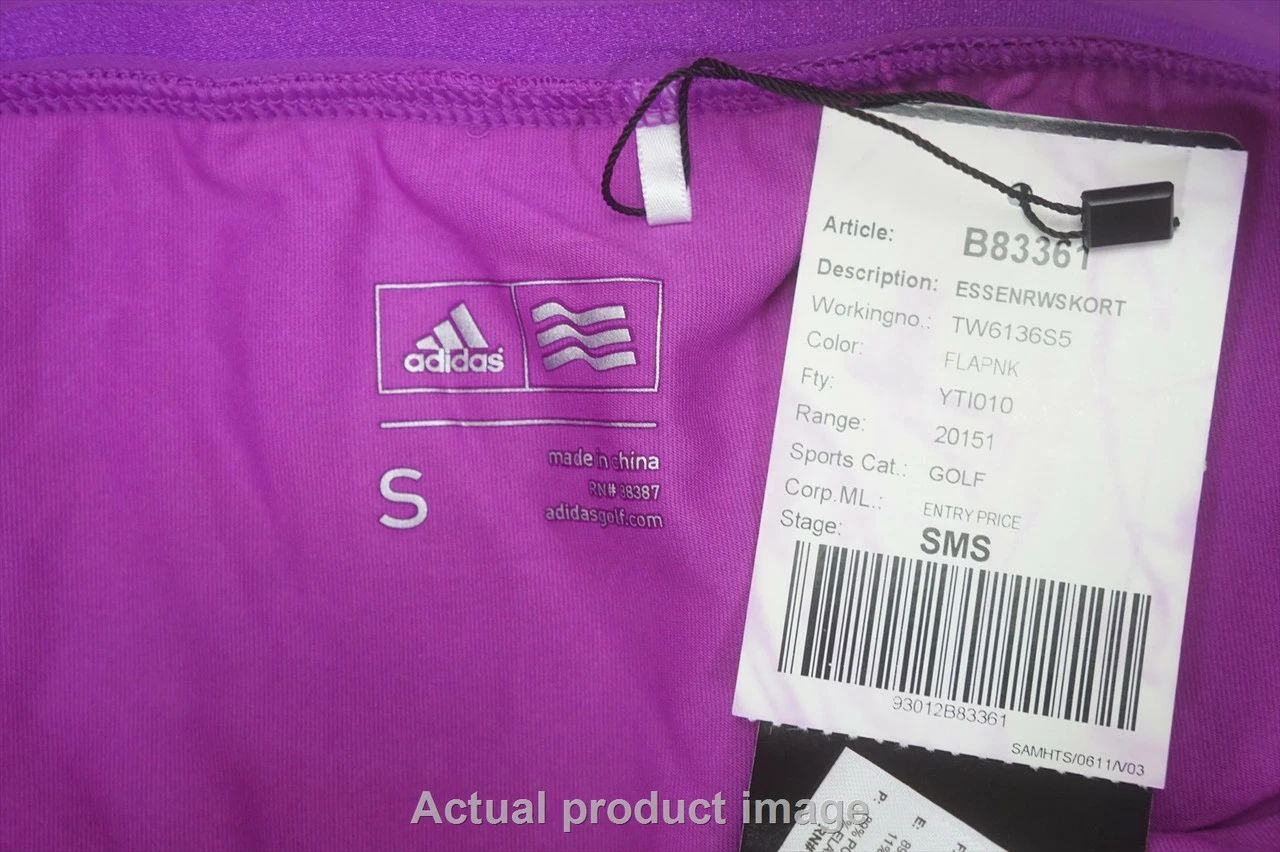 adidas
S
made in china
RN# 88387
adidasgolf.com
Article: B83361
Description: ESSENRWSKORT
Workingno.: TW6136S5
Color: FLAPNK
Fty: YTI010
Range: 20151
Sports Cat.: GOLF
Corp.ML.: ENTRY PRICE
Stage: SMS
93012B83361
SAMHTS/0611/V03
Actual product image
P:
E: